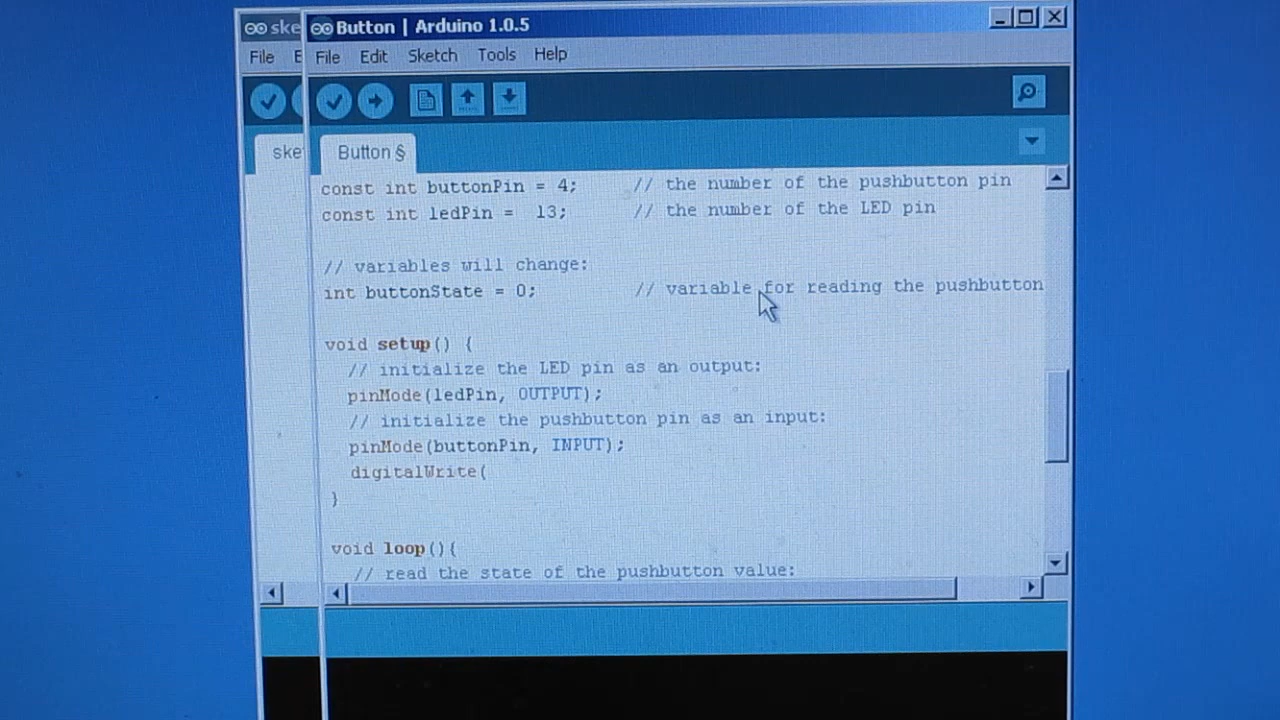 ske
Button | Arduino 1.0.5
File
E
File Edit Sketch Tools Help
ske
Button §
const int buttonPin = 4; // the number of the pushbutton pin
const int ledPin = 13; // the number of the LED pin
// variables will change:
int buttonState = 0; // variable for reading the pushbutton
void setup() {
// initialize the LED pin as an output:
pinMode(ledPin, OUTPUT);
// initialize the pushbutton pin as an input:
pinMode(buttonPin, INPUT);
digitalWrite(
}
void loop(){
// read the state of the pushbutton value: